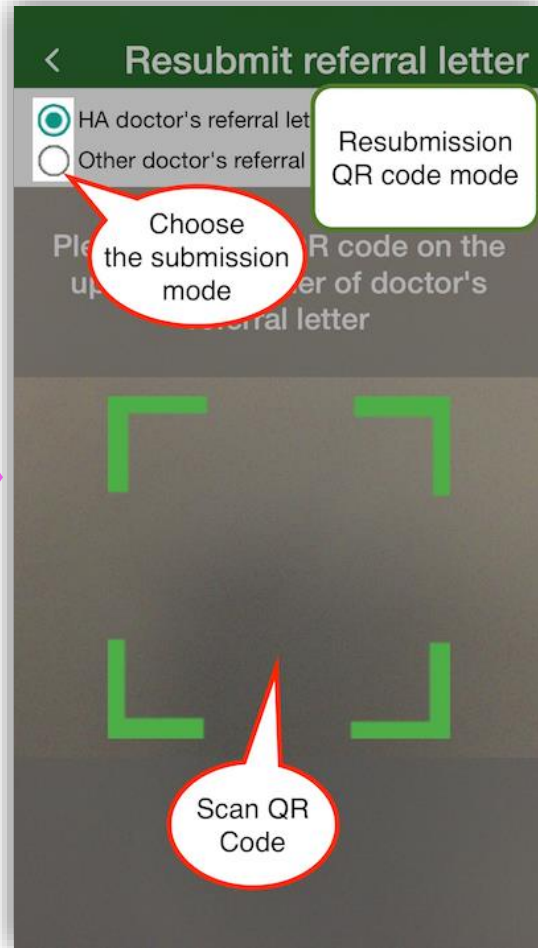 Resubmit referral letter
HA doctor's referral let
Other doctor's referral
Resubmission
QR code mode
Choose
the submission
mode
R code on the
er of doctor's
letter
Scan QR
Code